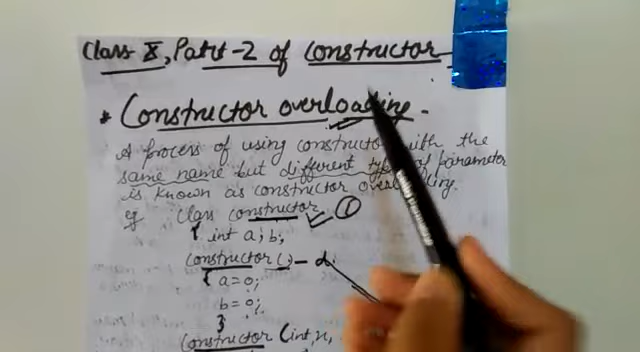 Class X, Part-2 of Constructor
* Constructor overloading -
A process of using constructor with the
same name but different type of parameter
is known as constructor overloading.
eg class constructor ①
{ int a, b;
constructor () - d
{ a = 0;
b = 0;
}
constructor (int